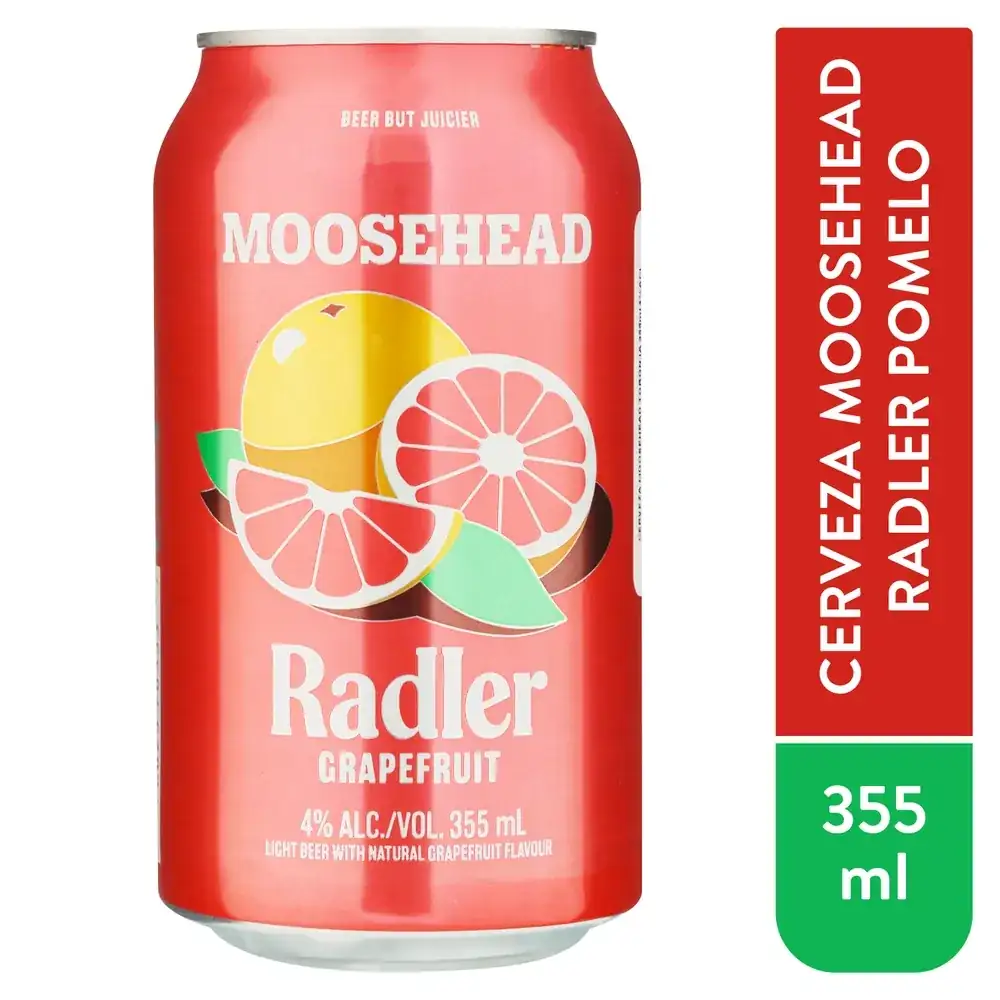 BEER BUT JUICIER
MOOSEHEAD
Radler
GRAPEFRUIT
4% ALC./VOL. 355 mL
LIGHT BEER WITH NATURAL GRAPEFRUIT FLAVOUR
CERVEZA MOOSEHEAD
RADLER POMELO
355
ml